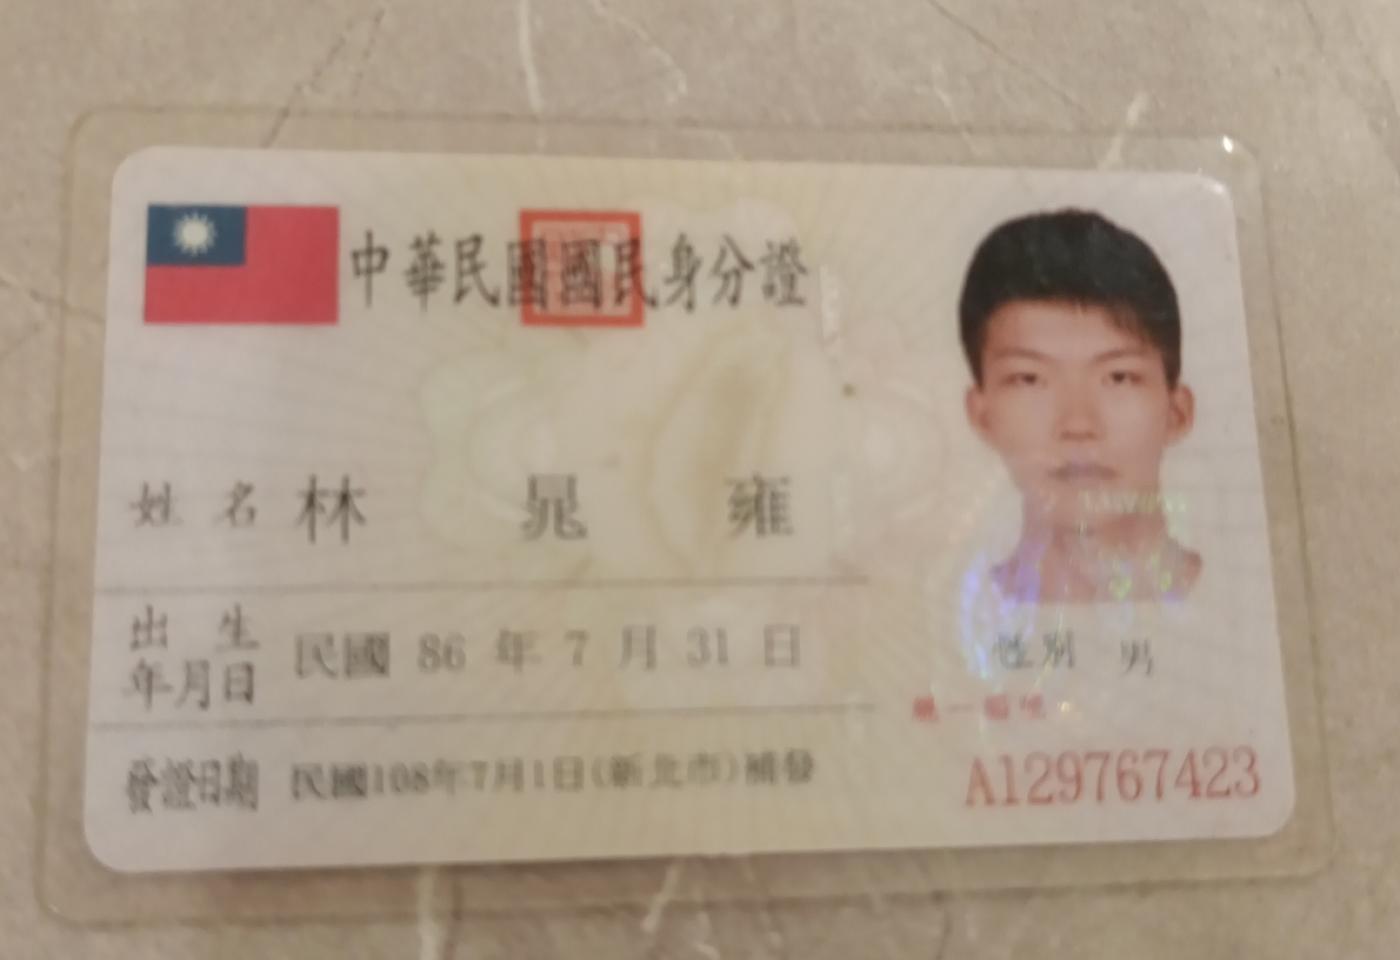 中華民國國民身分證
姓名 林晁雍
出生年月日 民國 86 年 7 月 31 日
性別 男
統一編號
發證日期 民國108年7月1日(新北市)補發
A129767423